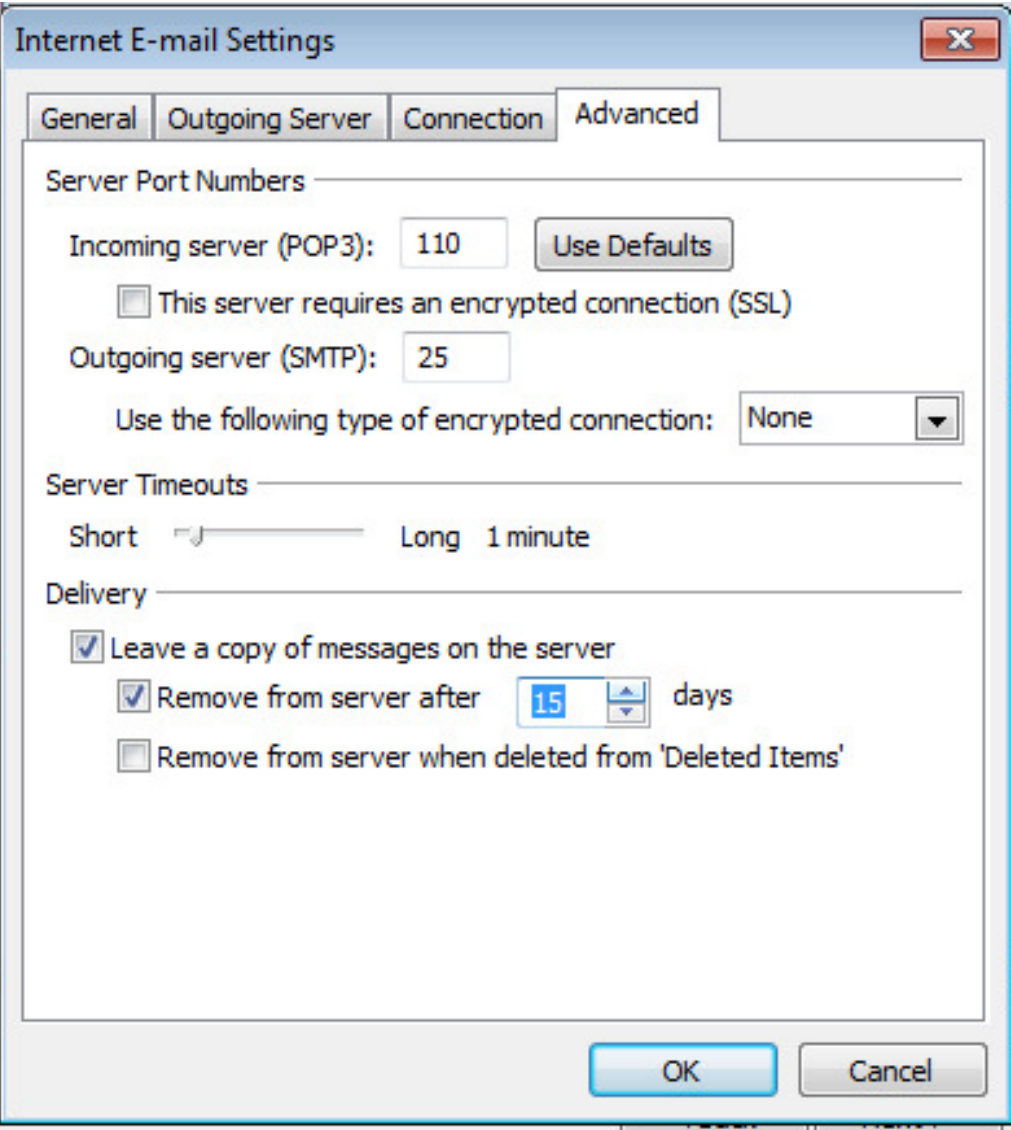 Internet E-mail Settings
General Outgoing Server Connection Advanced
Server Port Numbers
Incoming server (POP3): 110 Use Defaults
This server requires an encrypted connection (SSL)
Outgoing server (SMTP): 25
Use the following type of encrypted connection: None
Server Timeouts
Short Long 1 minute
Delivery
Leave a copy of messages on the server
Remove from server after 15 days
Remove from server when deleted from 'Deleted Items'
OK Cancel